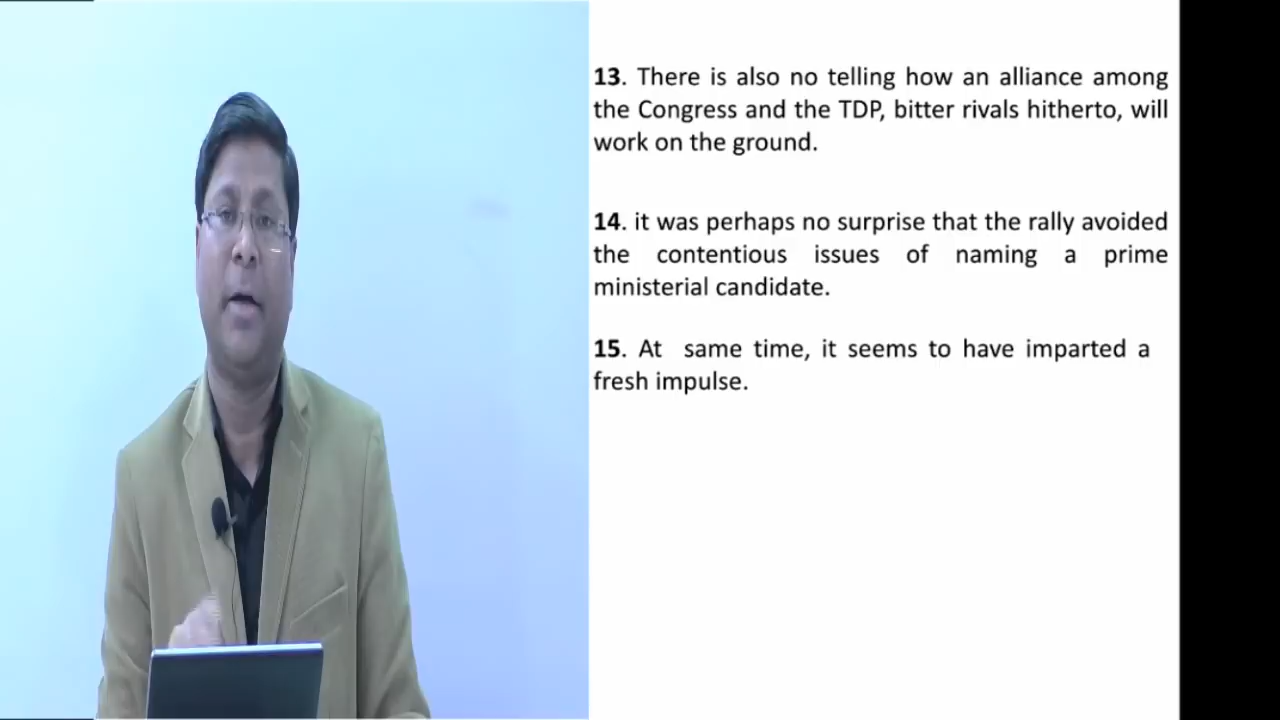 13. There is also no telling how an alliance among
the Congress and the TDP, bitter rivals hitherto, will
work on the ground.
14. it was perhaps no surprise that the rally avoided
the contentious issues of naming a prime
ministerial candidate.
15. At same time, it seems to have imparted a
fresh impulse.